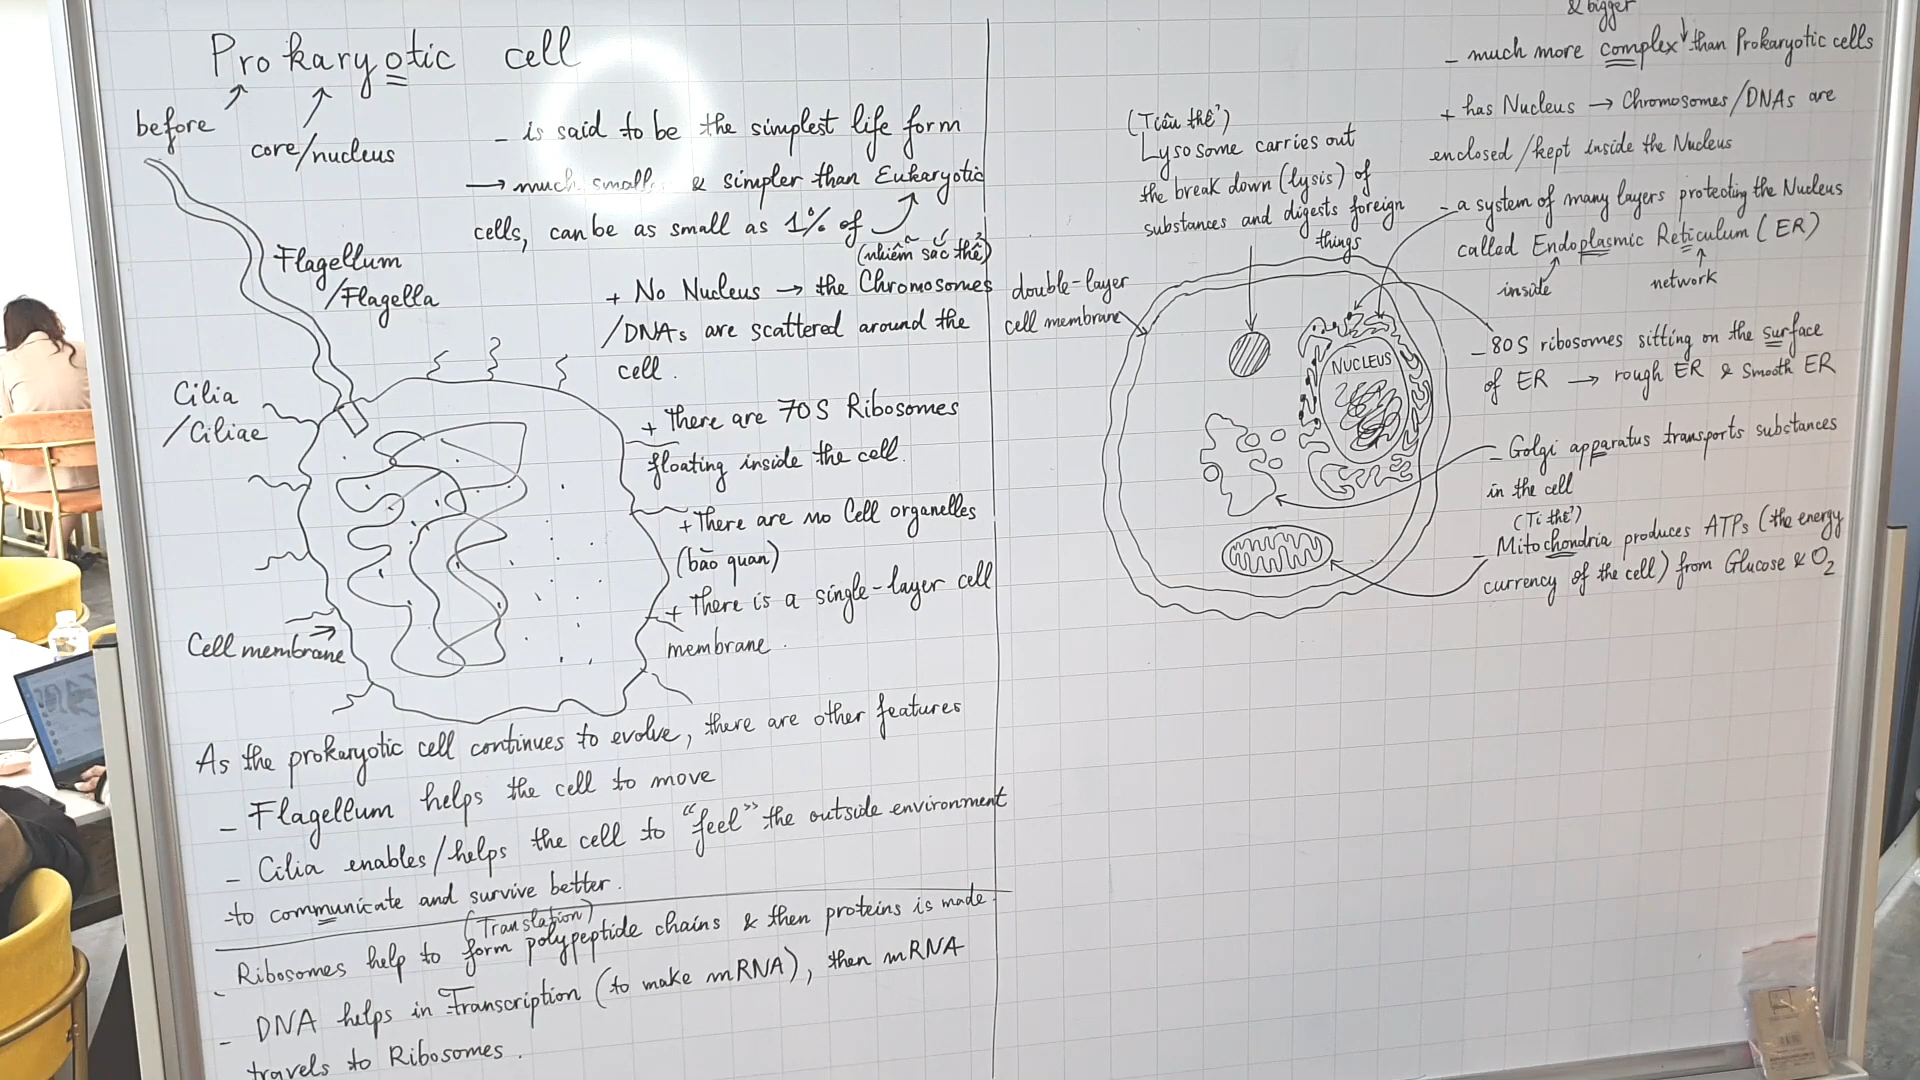 Prokaryotic cell
before
core/nucleus
- is said to be the simplest life form
→ much small & simpler than Eukaryotic
cells, can be as small as 1% of
(nhiễm sắc thể)
Flagellum
/Flagella
+ No Nucleus → the Chromosomes
/DNAs are scattered around the
cell.
Cilia
/Ciliae
+ There are 70S Ribosomes
floating inside the cell.
+ There are no Cell organelles
(bào quan)
+ There is a single-layer cell
membrane.
Cell membrane
As the prokaryotic cell continues to evolve, there are other features
- Flagellum helps the cell to move
- Cilia enables/helps the cell to "feel" the outside environment
to communicate and survive better.
(Translation)
- Ribosomes help to form polypeptide chains & then proteins is made.
- DNA helps in Transcription (to make mRNA), then mRNA
travels to Ribosomes.
& bigger
- much more complex than Prokaryotic cells
+ has Nucleus → Chromosomes/DNAs are
enclosed/kept inside the Nucleus
- a system of many layers protecting the Nucleus
called Endoplasmic Reticulum (ER)
inside
network
(Tiêu thể)
Lysosome carries out
the break down (lysis) of
substances and digests foreign
things
double-layer
cell membrane
NUCLEUS
- 80S ribosomes sitting on the surface
of ER → rough ER & Smooth ER
- Golgi apparatus transports substances
in the cell
(Ti thể)
- Mitochondria produces ATPs (the energy
currency of the cell) from Glucose & O2